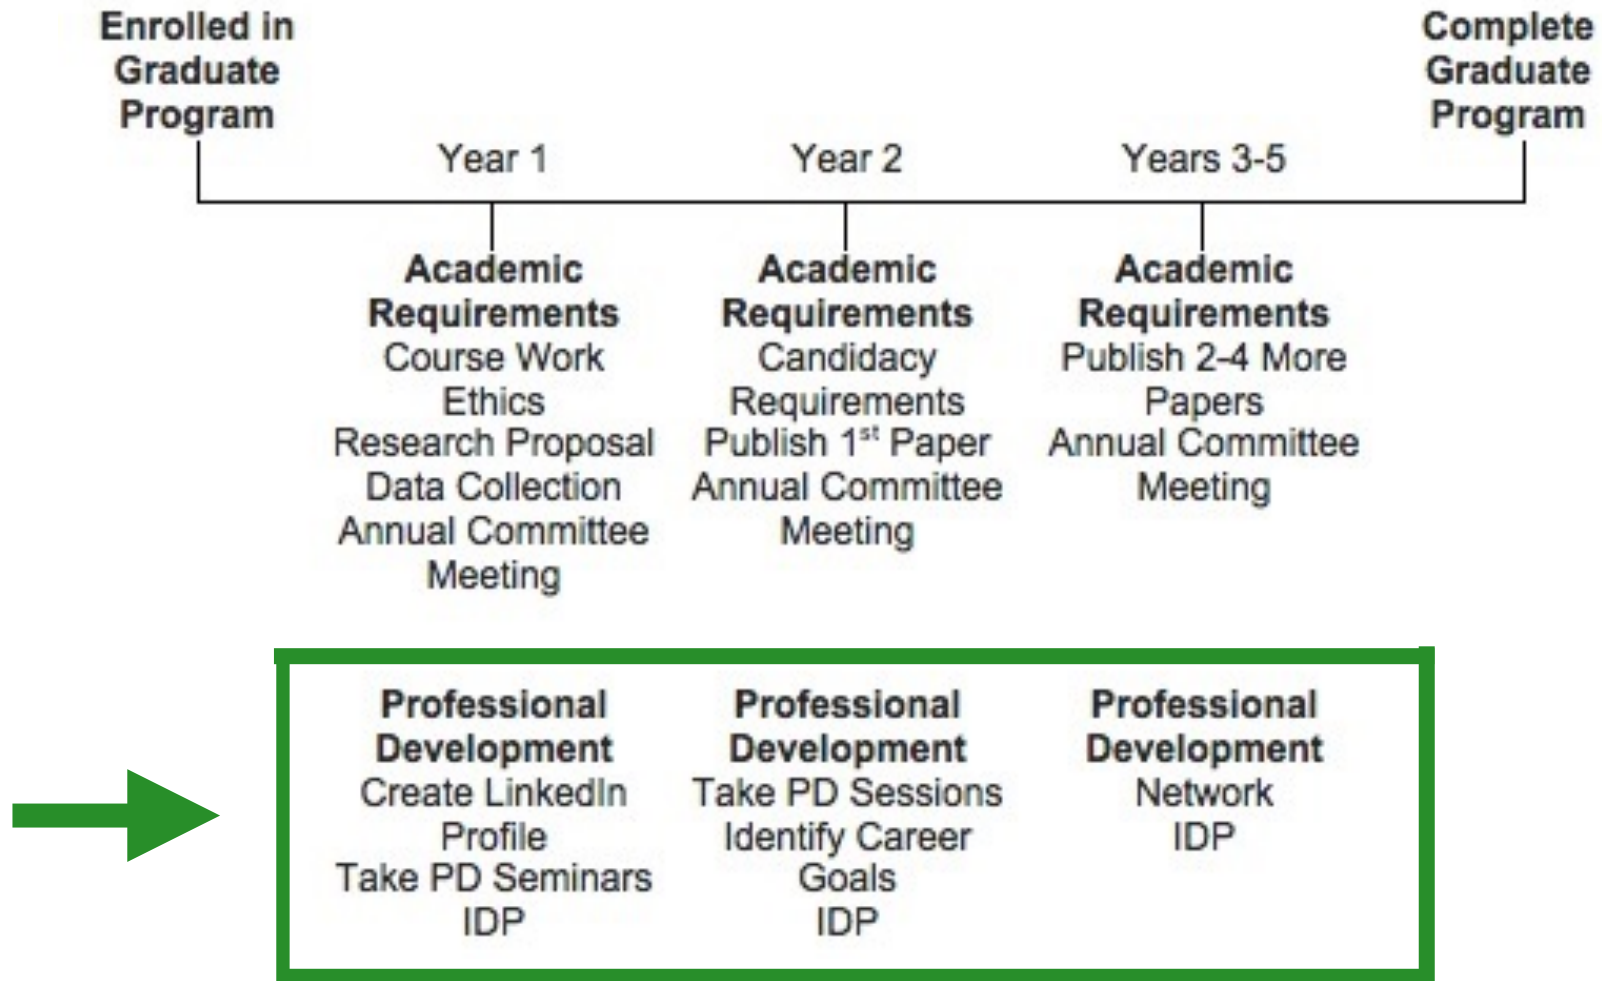 Enrolled in
Graduate
Program
Complete
Graduate
Program
Year 1
Year 2
Years 3-5
Academic
Requirements
Course Work
Ethics
Research Proposal
Data Collection
Annual Committee
Meeting
Academic
Requirements
Candidacy
Requirements
Publish 1st Paper
Annual Committee
Meeting
Academic
Requirements
Publish 2-4 More
Papers
Annual Committee
Meeting
Professional
Development
Create LinkedIn
Profile
Take PD Seminars
IDP
Professional
Development
Take PD Sessions
Identify Career
Goals
IDP
Professional
Development
Network
IDP